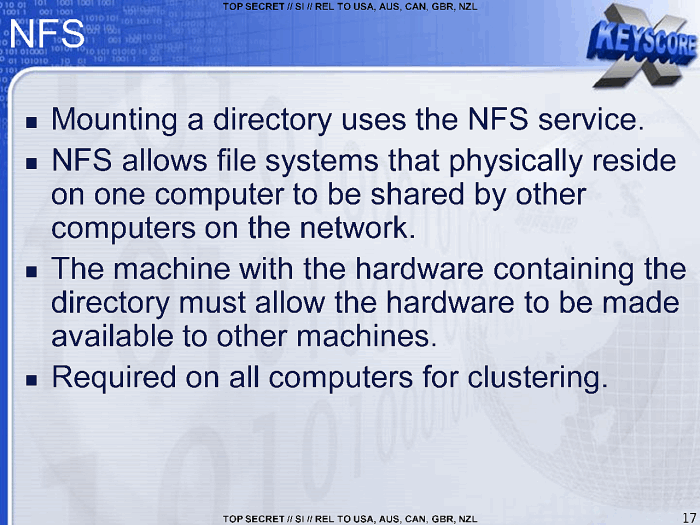 TOP SECRET // SI // REL TO USA, AUS, CAN, GBR, NZL
NFS
X
KEYSCORE
Mounting a directory uses the NFS service.
NFS allows file systems that physically reside
on one computer to be shared by other
computers on the network.
The machine with the hardware containing the
directory must allow the hardware to be made
available to other machines.
Required on all computers for clustering.
TOP SECRET // SI // REL TO USA, AUS, CAN, GBR, NZL
17